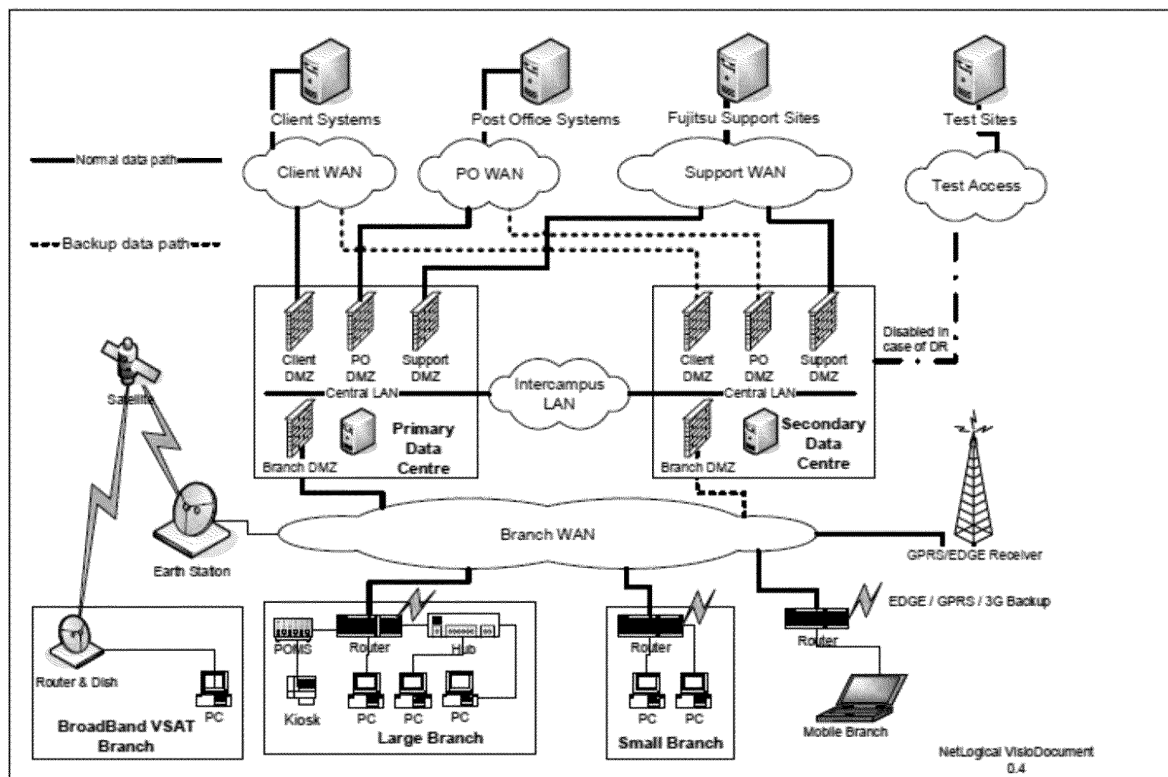 Client Systems
Post Office Systems
Fujitsu Support Sites
Test Sites
Normal data path
Client WAN
PO WAN
Support WAN
Test Access
Backup data path
Client
DMZ
PO
DMZ
Support
DMZ
Client
DMZ
PO
DMZ
Support
DMZ
Disabled in
case of DR
Central LAN
Intercampus
LAN
Central LAN
Satellite
Branch DMZ
Primary
Data
Centre
Branch DMZ
Secondary
Data
Centre
Branch WAN
Earth Station
GPRS/EDGE Receiver
EDGE / GPRS / 3G Backup
Router & Dish
PC
BroadBand VSAT
Branch
POMS
Router
Hub
Kiosk
PC
PC
PC
Large Branch
Router
PC
PC
Small Branch
Router
Mobile Branch
NetLogical VisioDocument
0.4